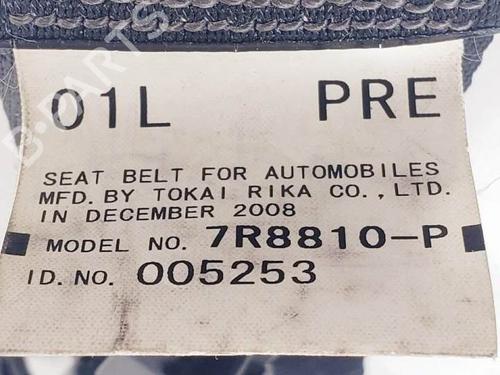 01L PRE
SEAT BELT FOR AUTOMOBILES
MFD. BY TOKAI RIKA CO., LTD.
IN DECEMBER 2008
MODEL NO. 7R8810-P
ID. NO. 005253
B-PARTS